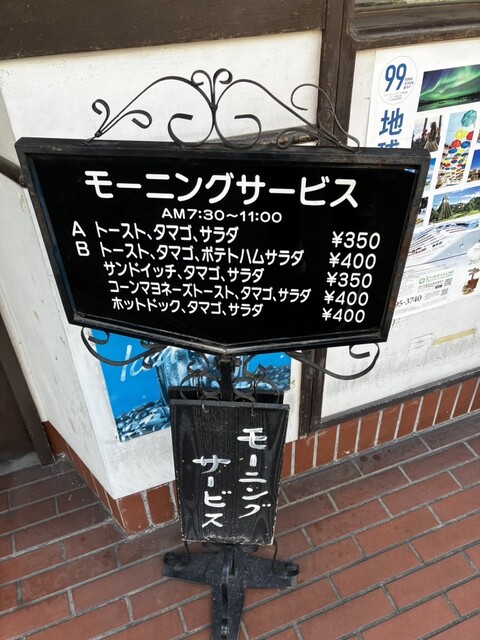 モーニングサービス
AM7:30〜11:00
A トースト、タマゴ、サラダ ¥350
B トースト、タマゴ、ポテトハムサラダ ¥400
サンドイッチ、タマゴ、サラダ ¥350
コーンマヨネーズトースト、タマゴ、サラダ ¥400
ホットドック、タマゴ、サラダ ¥400
モーニング
サービス
99
地球
95-3740
Ice